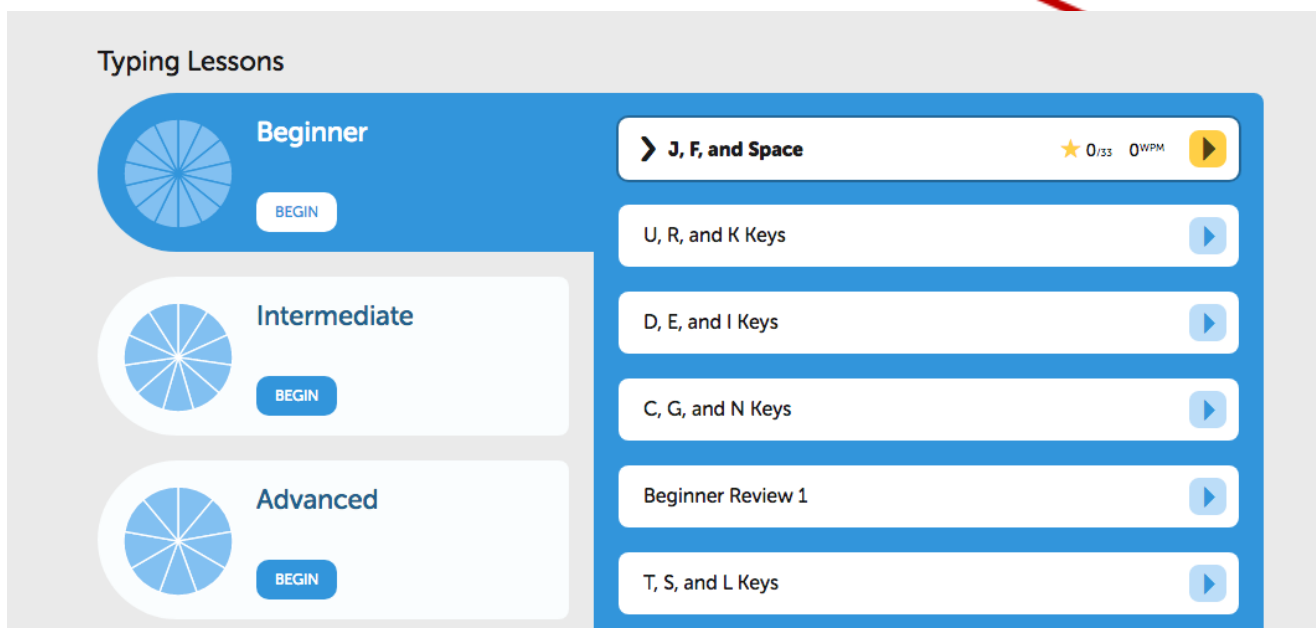 Typing Lessons
Beginner
BEGIN
J, F, and Space 0/33 0WPM
U, R, and K Keys
D, E, and I Keys
C, G, and N Keys
Beginner Review 1
T, S, and L Keys
Intermediate
BEGIN
Advanced
BEGIN